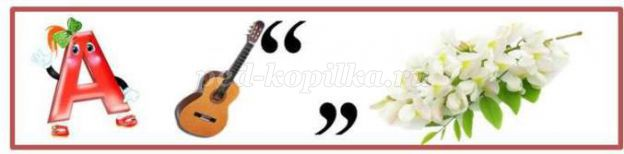 А “
ped-kopilka.ru
”